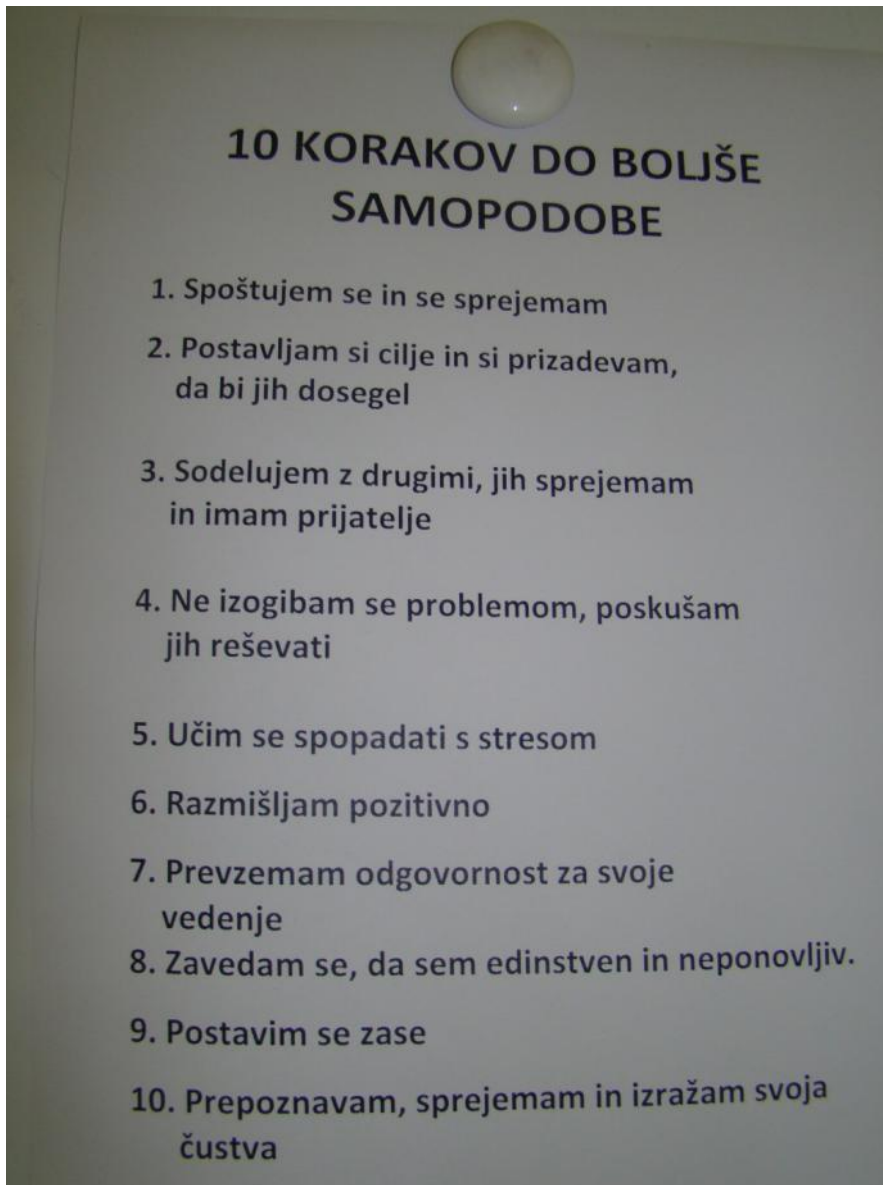 10 KORAKOV DO BOLJŠE
SAMOPODOBE
1. Spoštujem se in se sprejemam
2. Postavljam si cilje in si prizadevam,
da bi jih dosegel
3. Sodelujem z drugimi, jih sprejemam
in imam prijatelje
4. Ne izogibam se problemom, poskušam
jih reševati
5. Učim se spopadati s stresom
6. Razmišljam pozitivno
7. Prevzemam odgovornost za svoje
vedenje
8. Zavedam se, da sem edinstven in neponovljiv.
9. Postavim se zase
10. Prepoznavam, sprejemam in izražam svoja
čustva